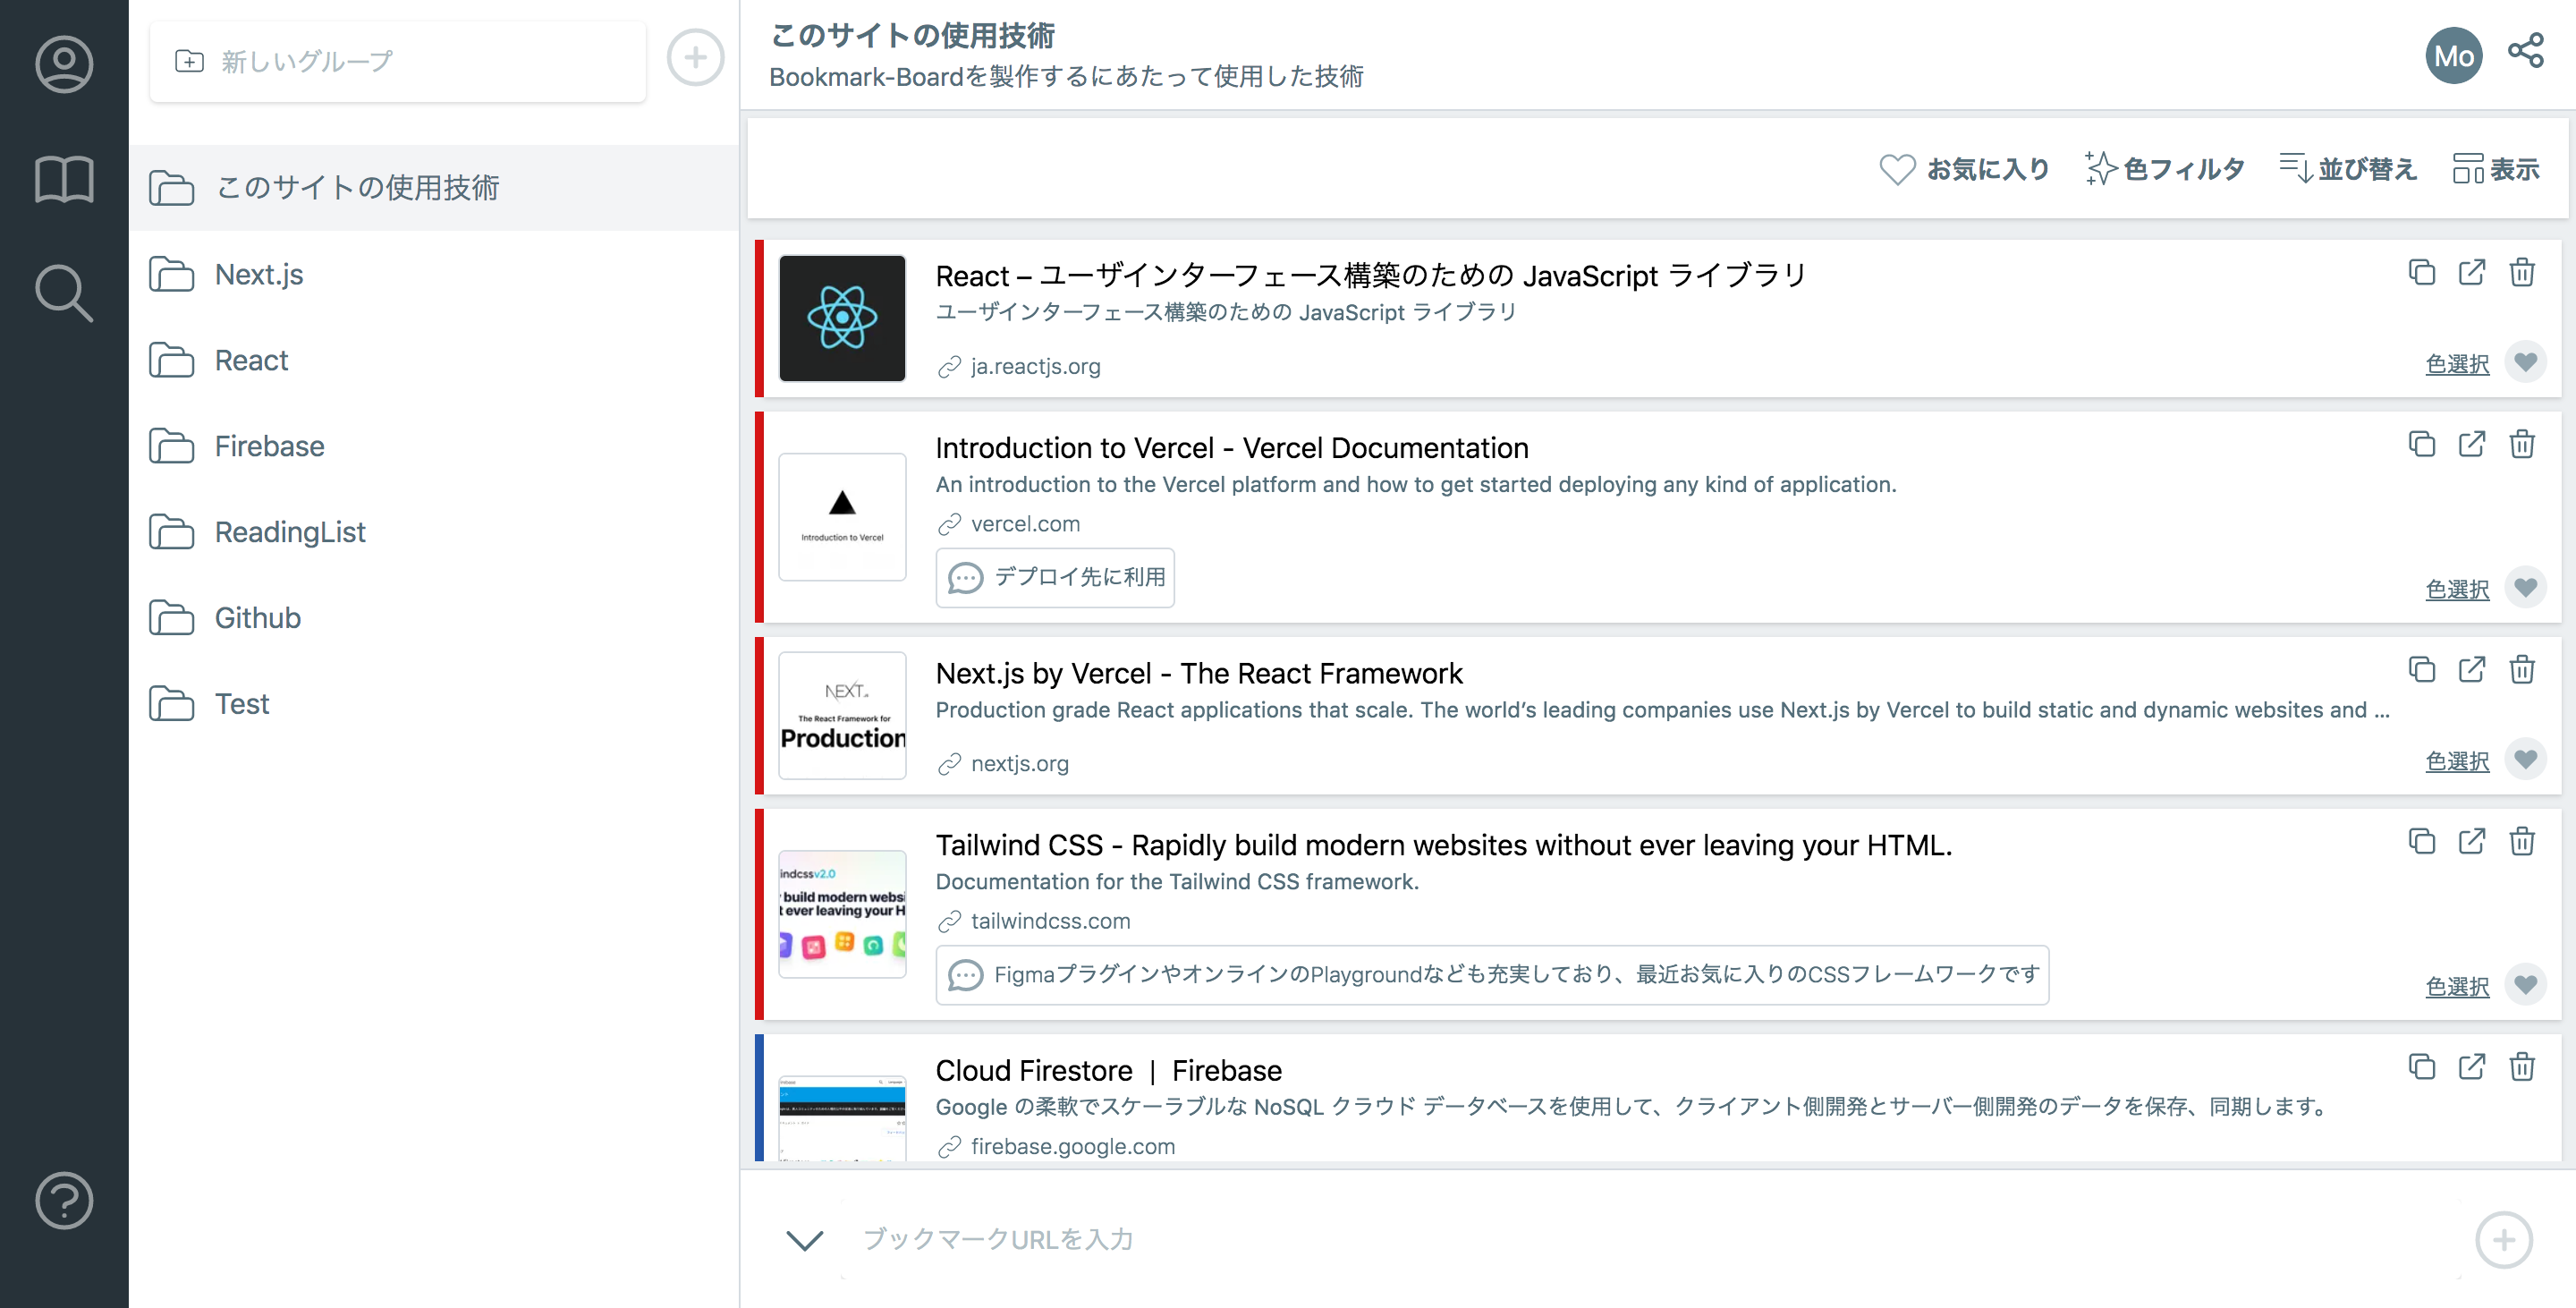 新しいグループ
このサイトの使用技術
Next.js
React
Firebase
ReadingList
Github
Test
このサイトの使用技術
Bookmark-Boardを製作するにあたって使用した技術
Mo
お気に入り
色フィルタ
並び替え
表示
React – ユーザインターフェース構築のための JavaScript ライブラリ
ユーザインターフェース構築のための JavaScript ライブラリ
ja.reactjs.org
色選択
Introduction to Vercel
Introduction to Vercel - Vercel Documentation
An introduction to the Vercel platform and how to get started deploying any kind of application.
vercel.com
デプロイ先に利用
色選択
NEXT.
The React Framework for
Production
Next.js by Vercel - The React Framework
Production grade React applications that scale. The world’s leading companies use Next.js by Vercel to build static and dynamic websites and ...
nextjs.org
色選択
indcssv2.0
build modern websi
t ever leaving your H
Tailwind CSS - Rapidly build modern websites without ever leaving your HTML.
Documentation for the Tailwind CSS framework.
tailwindcss.com
FigmaプラグインやオンラインのPlaygroundなども充実しており、最近お気に入りのCSSフレームワークです
色選択
Cloud Firestore | Firebase
Google の柔軟でスケーラブルな NoSQL クラウド データベースを使用して、クライアント側開発とサーバー側開発のデータを保存、同期します。
firebase.google.com
ブックマークURLを入力